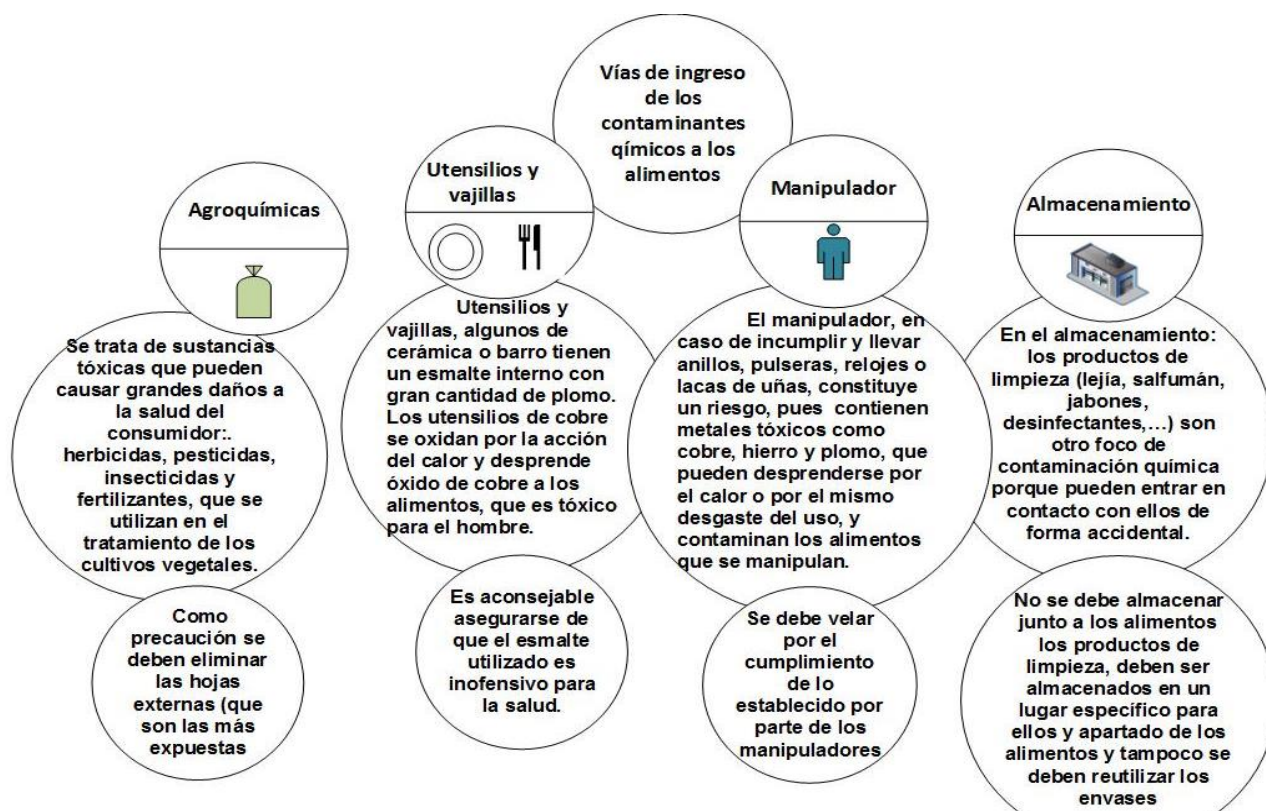 Vías de ingreso
de los
contaminantes
qímicos a los
alimentos
Agroquímicas
Se trata de sustancias
tóxicas que pueden
causar grandes daños a
la salud del
consumidor:.
herbicidas, pesticidas,
insecticidas y
fertilizantes, que se
utilizan en el
tratamiento de los
cultivos vegetales.
Como
precaución se
deben eliminar
las hojas
externas (que
son las más
expuestas
Utensilios y
vajillas
Utensilios y
vajillas, algunos de
cerámica o barro tienen
un esmalte interno con
gran cantidad de plomo.
Los utensilios de cobre
se oxidan por la acción
del calor y desprende
óxido de cobre a los
alimentos, que es tóxico
para el hombre.
Es aconsejable
asegurarse de
que el esmalte
utilizado es
inofensivo para
la salud.
Manipulador
El manipulador, en
caso de incumplir y llevar
anillos, pulseras, relojes o
lacas de uñas, constituye
un riesgo, pues contienen
metales tóxicos como
cobre, hierro y plomo, que
pueden desprenderse por
el calor o por el mismo
desgaste del uso, y
contaminan los alimentos
que se manipulan.
Se debe velar
por el
cumplimiento
de lo
establecido por
parte de los
manipuladores
Almacenamiento
En el almacenamiento:
los productos de
limpieza (lejía, salfumán,
jabones,
desinfectantes,...) son
otro foco de
contaminación química
porque pueden entrar en
contacto con ellos de
forma accidental.
No se debe almacenar
junto a los alimentos
los productos de
limpieza, deben ser
almacenados en un
lugar específico para
ellos y apartado de los
alimentos y tampoco se
deben reutilizar los
envases